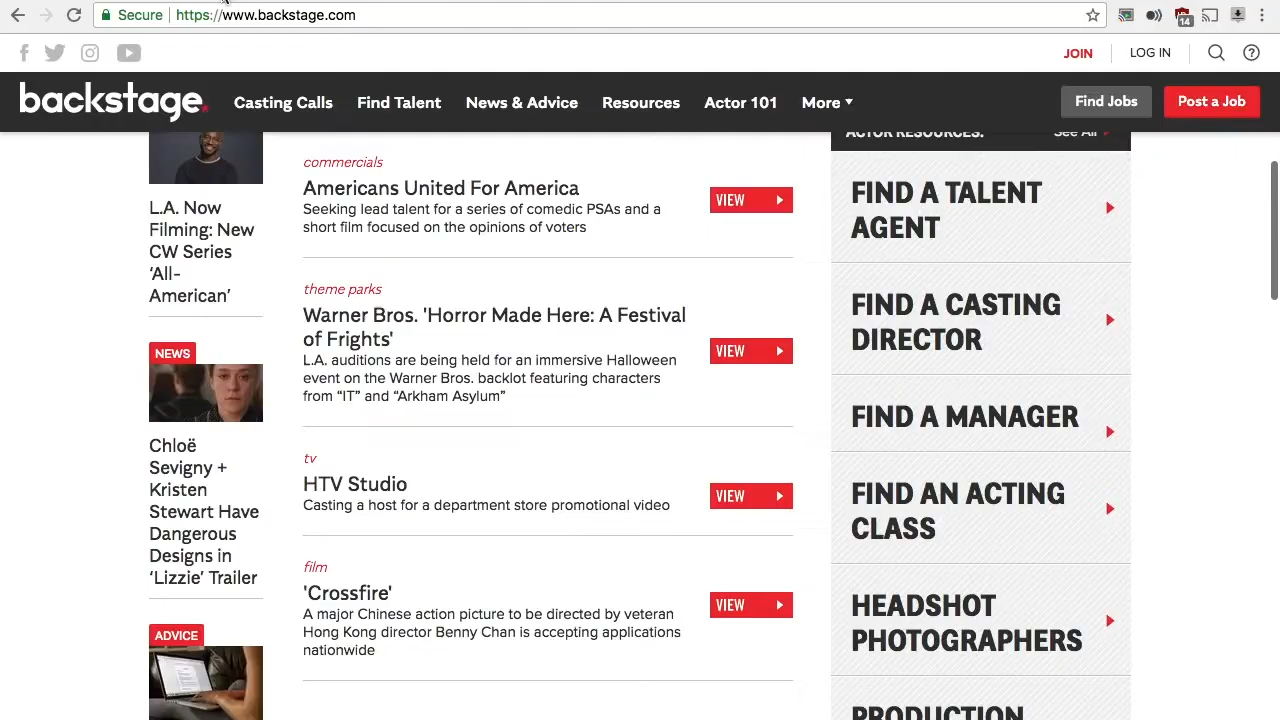 Secure https://www.backstage.com
14
JOIN LOG IN
backstage
Casting Calls Find Talent News & Advice Resources Actor 101 More
Find Jobs Post a Job
L.A. Now
Filming: New
CW Series
‘All-
American’
NEWS
Chloë
Sevigny +
Kristen
Stewart Have
Dangerous
Designs in
‘Lizzie’ Trailer
ADVICE
commercials
Americans United For America
Seeking lead talent for a series of comedic PSAs and a
short film focused on the opinions of voters
VIEW
theme parks
Warner Bros. 'Horror Made Here: A Festival
of Frights'
L.A. auditions are being held for an immersive Halloween
event on the Warner Bros. backlot featuring characters
from “IT” and “Arkham Asylum”
VIEW
tv
HTV Studio
Casting a host for a department store promotional video
VIEW
film
'Crossfire'
A major Chinese action picture to be directed by veteran
Hong Kong director Benny Chan is accepting applications
nationwide
VIEW
ACTOR RESOURCES: See All
FIND A TALENT
AGENT
FIND A CASTING
DIRECTOR
FIND A MANAGER
FIND AN ACTING
CLASS
HEADSHOT
PHOTOGRAPHERS
PRODUCTION